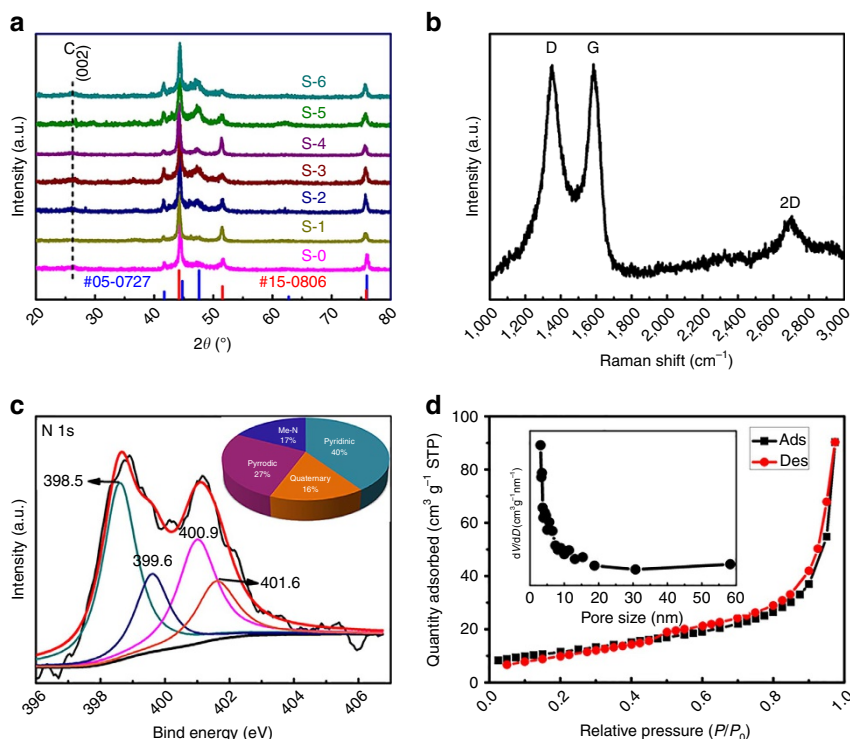 a
C
(002)
S-6
S-5
S-4
S-3
S-2
S-1
S-0
#05-0727
#15-0806
Intensity (a.u.)
20 30 40 50 60 70 80
2θ (°)
b
D
G
2D
Intensity (a.u.)
1,000 1,200 1,400 1,600 1,800 2,000 2,200 2,400 2,600 2,800 3,000
Raman shift (cm⁻¹)
c
N 1s
Me-N
17%
Pyridinic
40%
Pyrrodic
27%
Quaternary
16%
398.5
399.6
400.9
401.6
Intensity (a.u.)
396 398 400 402 404 406
Bind energy (eV)
d
Ads
Des
100
80
60
40
20
0
Quantity adsorbed (cm³ g⁻¹ STP)
dV/dD(cm³g⁻¹nm⁻¹)
0 10 20 30 40 50 60
Pore size (nm)
0.0 0.2 0.4 0.6 0.8 1.0
Relative pressure (P/P₀)